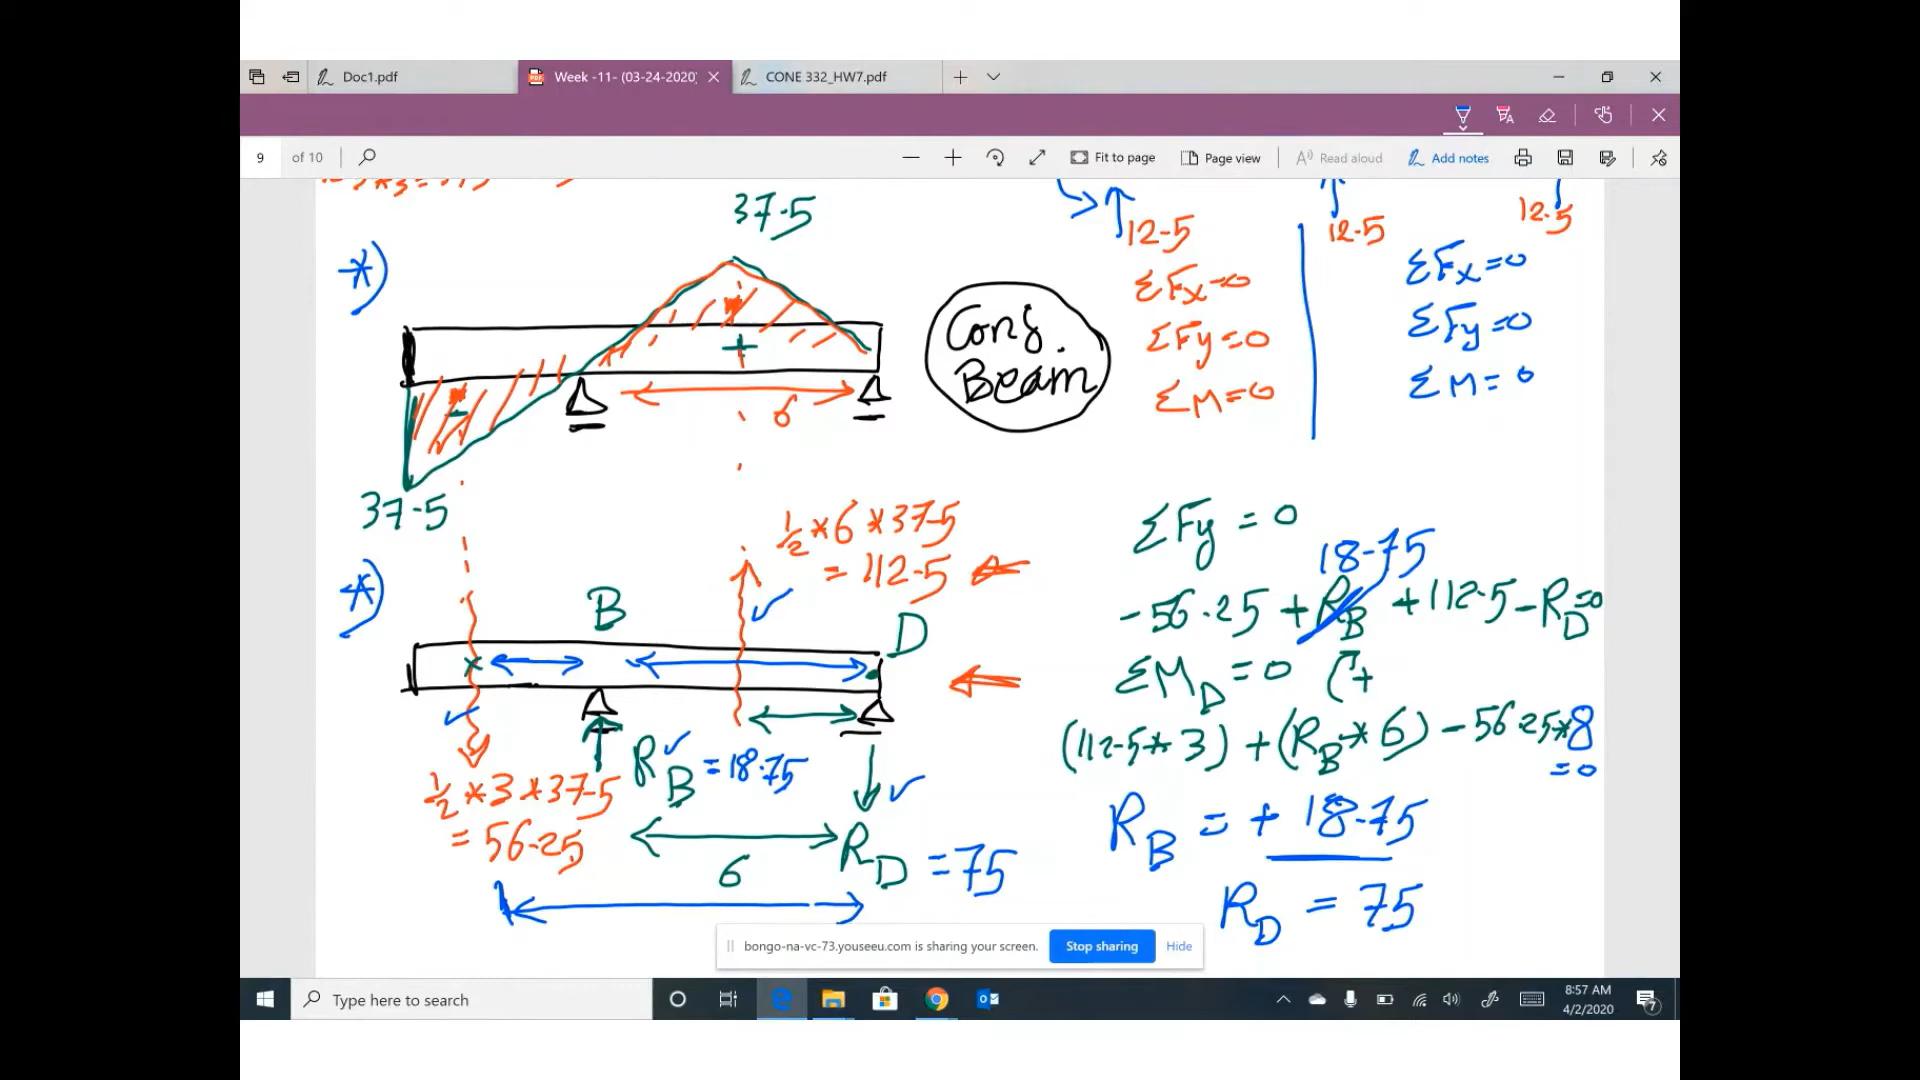 Doc1.pdf
Week -11- (03-24-2020)
CONE 332_HW7.pdf
9 of 10
Fit to page
Page view
Read aloud
Add notes
37.5
12.5
12.5
12.5
*)
Conj.
Beam
ΣFx=0
ΣFy=0
ΣM=0
ΣFx=0
ΣFy=0
ΣM=0
+
-
6
37.5
1/2 * 6 * 37.5
= 112.5
ΣFy = 0
18.75
-56.25 + RB + 112.5 - RD=0
*)
B
D
ΣMD = 0 (+
(112.5 * 3) + (RB * 6) - 56.25 * 8
= 0
RB = 18.75
1/2 * 3 * 37.5
= 56.25
6
RD = 75
RB = + 18.75
RD = 75
bongo-na-vc-73.youseeu.com is sharing your screen.
Stop sharing
Hide
Type here to search
8:57 AM
4/2/2020
7